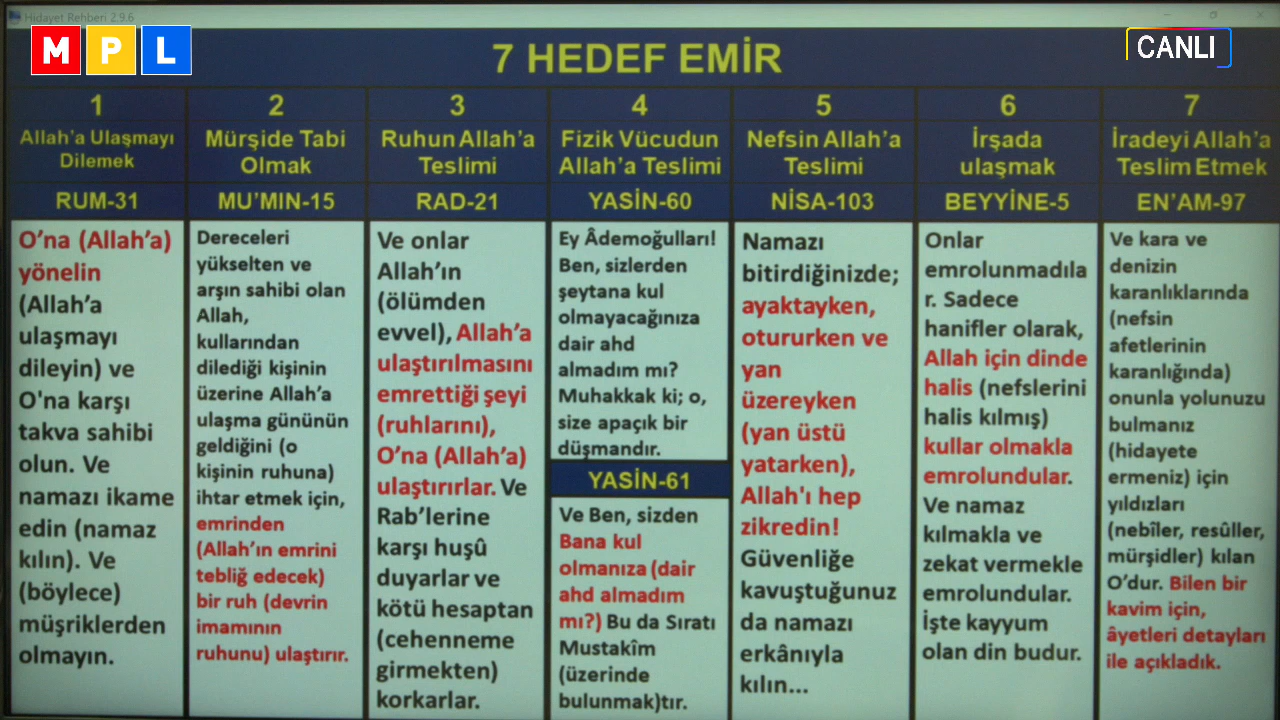 Hidayet Rehberi 2.9.6
M P L
CANLI
7 HEDEF EMİR
1
Allah'a Ulaşmayı
Dilemek
RUM-31
O'na (Allah'a)
yönelin
(Allah'a
ulaşmayı
dileyin) ve
O'na karşı
takva sahibi
olun. Ve
namazı ikame
edin (namaz
kılın). Ve
(böylece)
müşriklerden
olmayın.
2
Mürşide Tabi
Olmak
MU'MIN-15
Dereceleri
yükselten ve
arşın sahibi olan
Allah,
kullarından
dilediği kişinin
üzerine Allah'a
ulaşma gününün
geldiğini (o
kişinin ruhuna)
ihtar etmek için,
emrinden
(Allah'ın emrini
tebliğ edecek)
bir ruh (devrin
imamının
ruhunu) ulaştırır.
3
Ruhun Allah'a
Teslimi
RAD-21
Ve onlar
Allah'ın
(ölümden
evvel), Allah'a
ulaştırılmasını
emrettiği şeyi
(ruhlarını),
O'na (Allah'a)
ulaştırırlar. Ve
Rab'lerine
karşı huşû
duyarlar ve
kötü hesaptan
(cehenneme
girmekten)
korkarlar.
4
Fizik Vücudun
Allah'a Teslimi
YASİN-60
Ey Âdemoğulları!
Ben, sizlerden
şeytana kul
olmayacağınıza
dair ahd
almadım mı?
Muhakkak ki; o,
size apaçık bir
düşmandır.
YASİN-61
Ve Ben, sizden
Bana kul
olmanıza (dair
ahd almadım
mı?) Bu da Sıratı
Mustakîm
(üzerinde
bulunmak)tır.
5
Nefsin Allah'a
Teslimi
NİSA-103
Namazı
bitirdiğinizde;
ayaktayken,
otururken ve
yan
üzereyken
(yan üstü
yatarken),
Allah'ı hep
zikredin!
Güvenliğe
kavuştuğunuz
da namazı
erkânıyla
kılın...
6
İrşada
ulaşmak
BEYYİNE-5
Onlar
emrolunmadıla
r. Sadece
hanifler olarak,
Allah için dinde
halis (nefslerini
halis kılmış)
kullar olmakla
emrolundular.
Ve namaz
kılmakla ve
zekat vermekle
emrolundular.
İşte kayyum
olan din budur.
7
İradeyi Allah'a
Teslim Etmek
EN'AM-97
Ve kara ve
denizin
karanlıklarında
(nefsin
afetlerinin
karanlığında)
onunla yolunuzu
bulmanız
(hidayete
ermeniz) için
yıldızları
(nebîler, resûller,
mürşidler) kılan
O'dur. Bilen bir
kavim için,
âyetleri detayları
ile açıkladık.